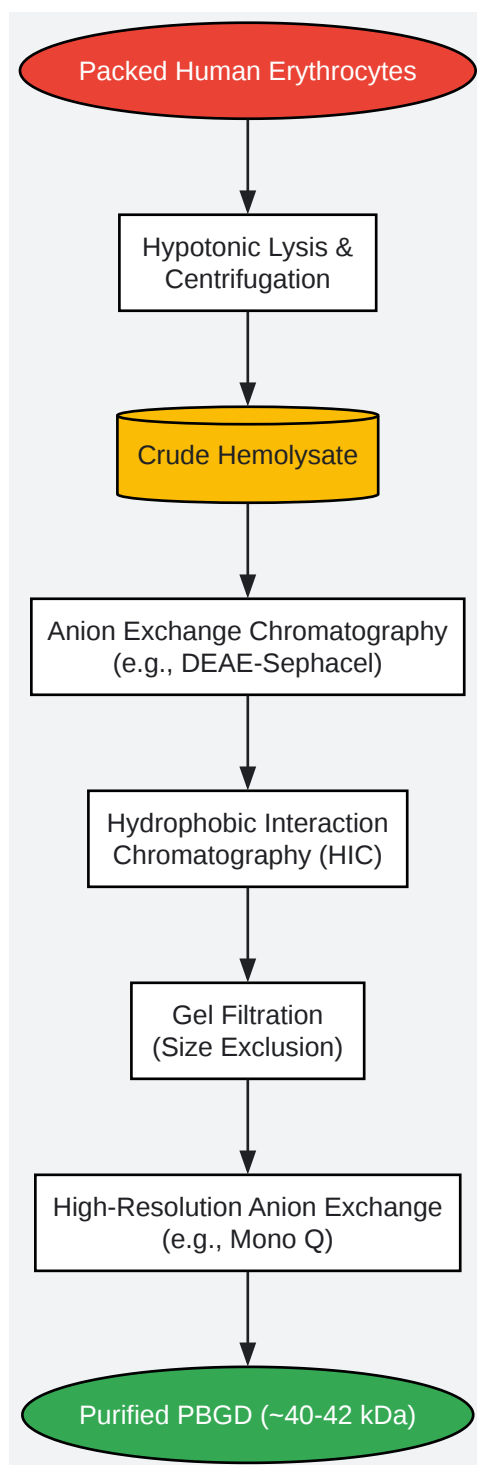 Packed Human Erythrocytes
Hypotonic Lysis &
Centrifugation
Crude Hemolysate
Anion Exchange Chromatography
(e.g., DEAE-Sephacel)
Hydrophobic Interaction
Chromatography (HIC)
Gel Filtration
(Size Exclusion)
High-Resolution Anion Exchange
(e.g., Mono Q)
Purified PBGD (~40-42 kDa)